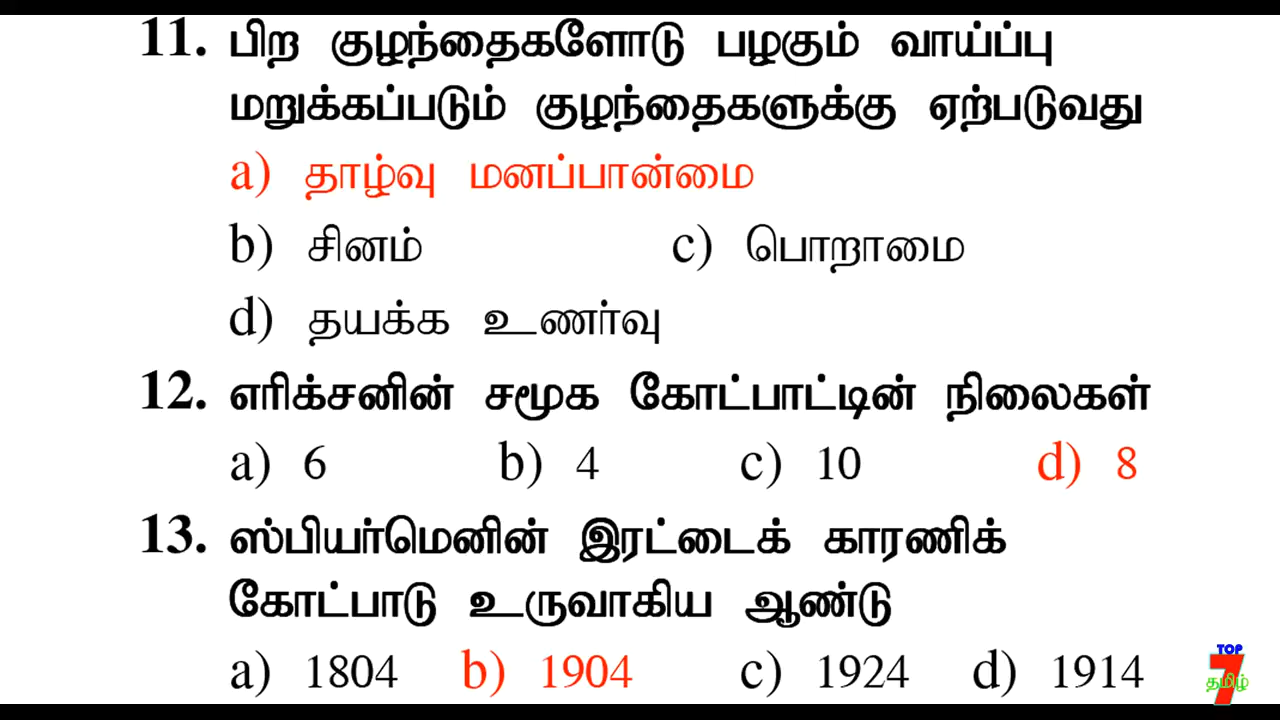 11. பிற குழந்தைகளோடு பழகும் வாய்ப்பு
மறுக்கப்படும் குழந்தைகளுக்கு ஏற்படுவது
a) தாழ்வு மனப்பான்மை
b) சினம் c) பொறாமை
d) தயக்க உணர்வு
12. எரிக்சனின் சமூக கோட்பாட்டின் நிலைகள்
a) 6 b) 4 c) 10 d) 8
13. ஸ்பியர்மெனின் இரட்டைக் காரணிக்
கோட்பாடு உருவாகிய ஆண்டு
a) 1804 b) 1904 c) 1924 d) 1914
TOP
7
தமிழ்